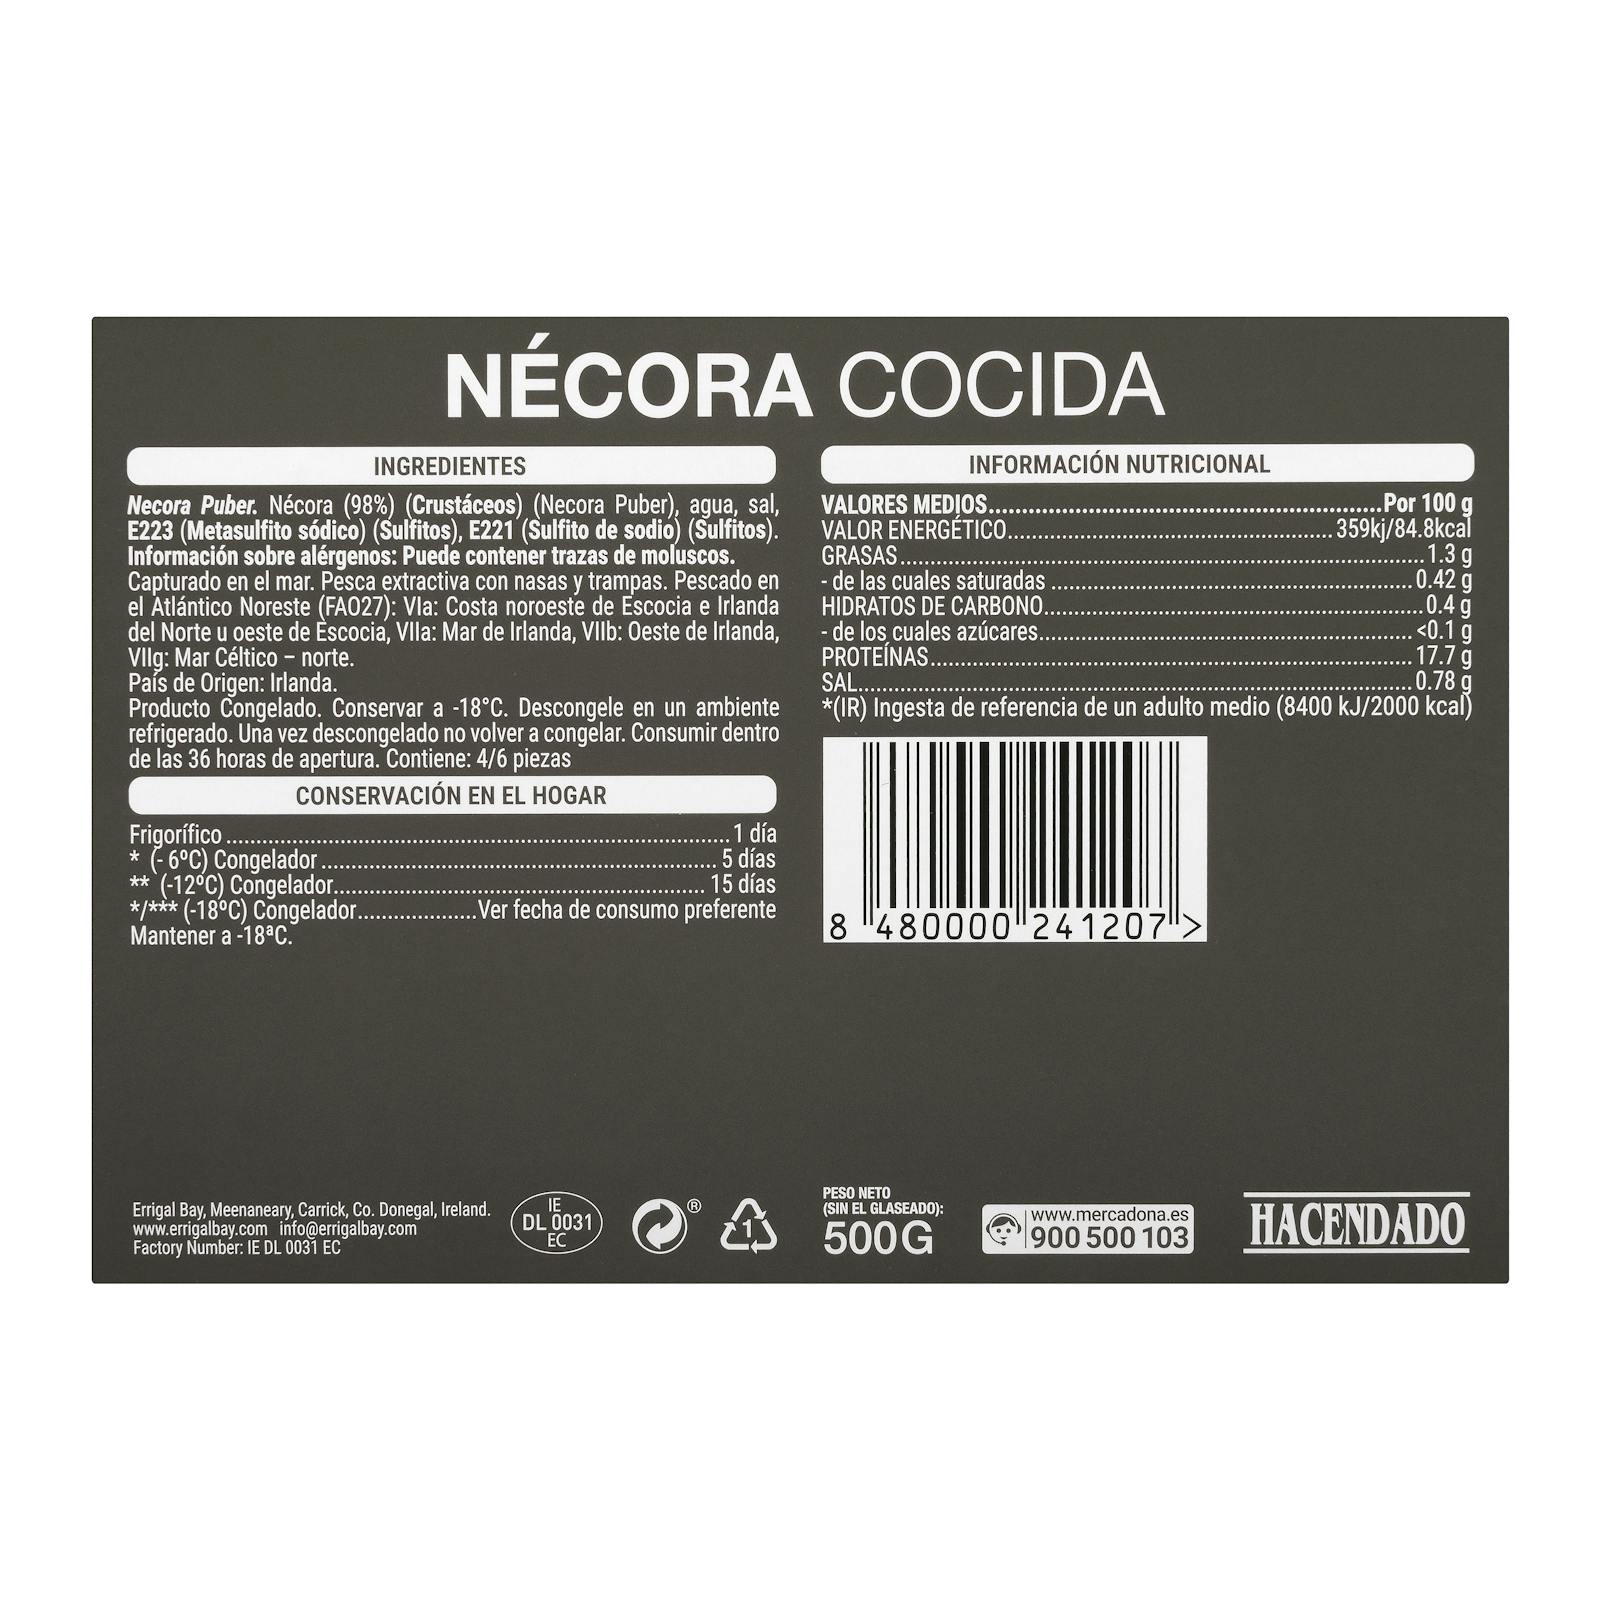 NÉCORA COCIDA
INGREDIENTES
Necora Puber. Nécora (98%) (Crustáceos) (Necora Puber), agua, sal,
E223 (Metasulfito sódico) (Sulfitos), E221 (Sulfito de sodio) (Sulfitos).
Información sobre alérgenos: Puede contener trazas de moluscos.
Capturado en el mar. Pesca extractiva con nasas y trampas. Pescado en
el Atlántico Noreste (FAO27): VIa: Costa noroeste de Escocia e Irlanda
del Norte u oeste de Escocia, VIIa: Mar de Irlanda, VIIb: Oeste de Irlanda,
VIIg: Mar Céltico – norte.
País de Origen: Irlanda.
Producto Congelado. Conservar a -18°C. Descongele en un ambiente
refrigerado. Una vez descongelado no volver a congelar. Consumir dentro
de las 36 horas de apertura. Contiene: 4/6 piezas
CONSERVACIÓN EN EL HOGAR
Frigorífico ........ 1 día
* (- 6ºC) Congelador ........ 5 días
** (-12ºC) Congelador ........ 15 días
*/*** (-18ºC) Congelador ........ Ver fecha de consumo preferente
Mantener a -18ªC.
INFORMACIÓN NUTRICIONAL
VALORES MEDIOS ........ Por 100 g
VALOR ENERGÉTICO ........ 359kj/84.8kcal
GRASAS ........ 1.3 g
- de las cuales saturadas ........ 0.42 g
HIDRATOS DE CARBONO ........ 0.4 g
- de los cuales azúcares ........ <0.1 g
PROTEÍNAS ........ 17.7 g
SAL ........ 0.78 g
*(IR) Ingesta de referencia de un adulto medio (8400 kJ/2000 kcal)
8 480000 241207 >
Errigal Bay, Meenaneary, Carrick, Co. Donegal, Ireland.
www.errigalbay.com info@errigalbay.com
Factory Number: IE DL 0031 EC
IE
DL 0031
EC
®
1
PESO NETO
(SIN EL GLASEADO):
500G
www.mercadona.es
900 500 103
HACENDADO